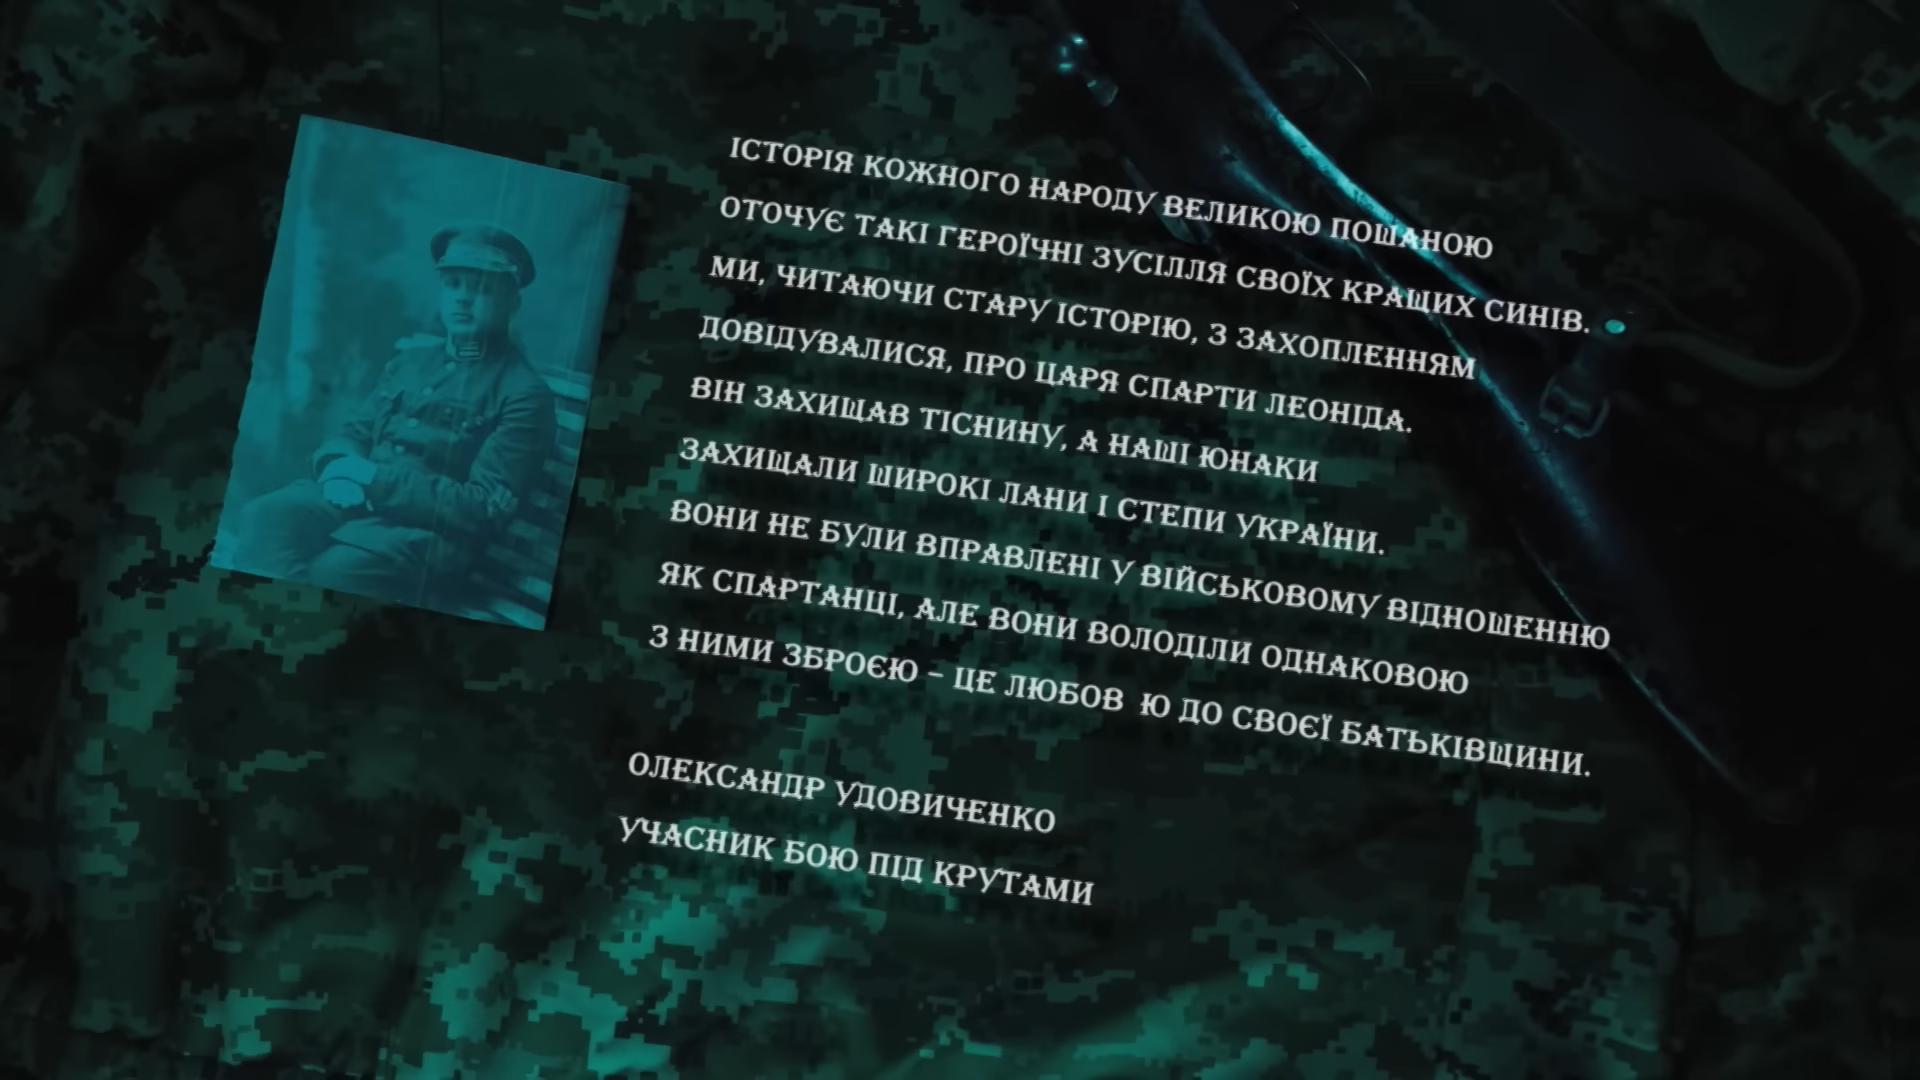 ІСТОРІЯ КОЖНОГО НАРОДУ ВЕЛИКОЮ ПОШАНОЮ
ОТОЧУЄ ТАКІ ГЕРОЇЧНІ ЗУСІЛЛЯ СВОЇХ КРАЩИХ СИНІВ.
МИ, ЧИТАЮЧИ СТАРУ ІСТОРІЮ, З ЗАХОПЛЕННЯМ
ДОВІДУВАЛИСЯ, ПРО ЦАРЯ СПАРТИ ЛЕОНІДА.
ВІН ЗАХИЩАВ ТІСНИНУ, А НАШІ ЮНАКИ
ЗАХИЩАЛИ ШИРОКІ ЛАНИ І СТЕПИ УКРАЇНИ.
ВОНИ НЕ БУЛИ ВПРАВЛЕНІ У ВІЙСЬКОВОМУ ВІДНОШЕННЮ
ЯК СПАРТАНЦІ, АЛЕ ВОНИ ВОЛОДІЛИ ОДНАКОВОЮ
З НИМИ ЗБРОЄЮ – ЦЕ ЛЮБОВ Ю ДО СВОЄЇ БАТЬКІВЩИНИ.
ОЛЕКСАНДР УДОВИЧЕНКО
УЧАСНИК БОЮ ПІД КРУТАМИ